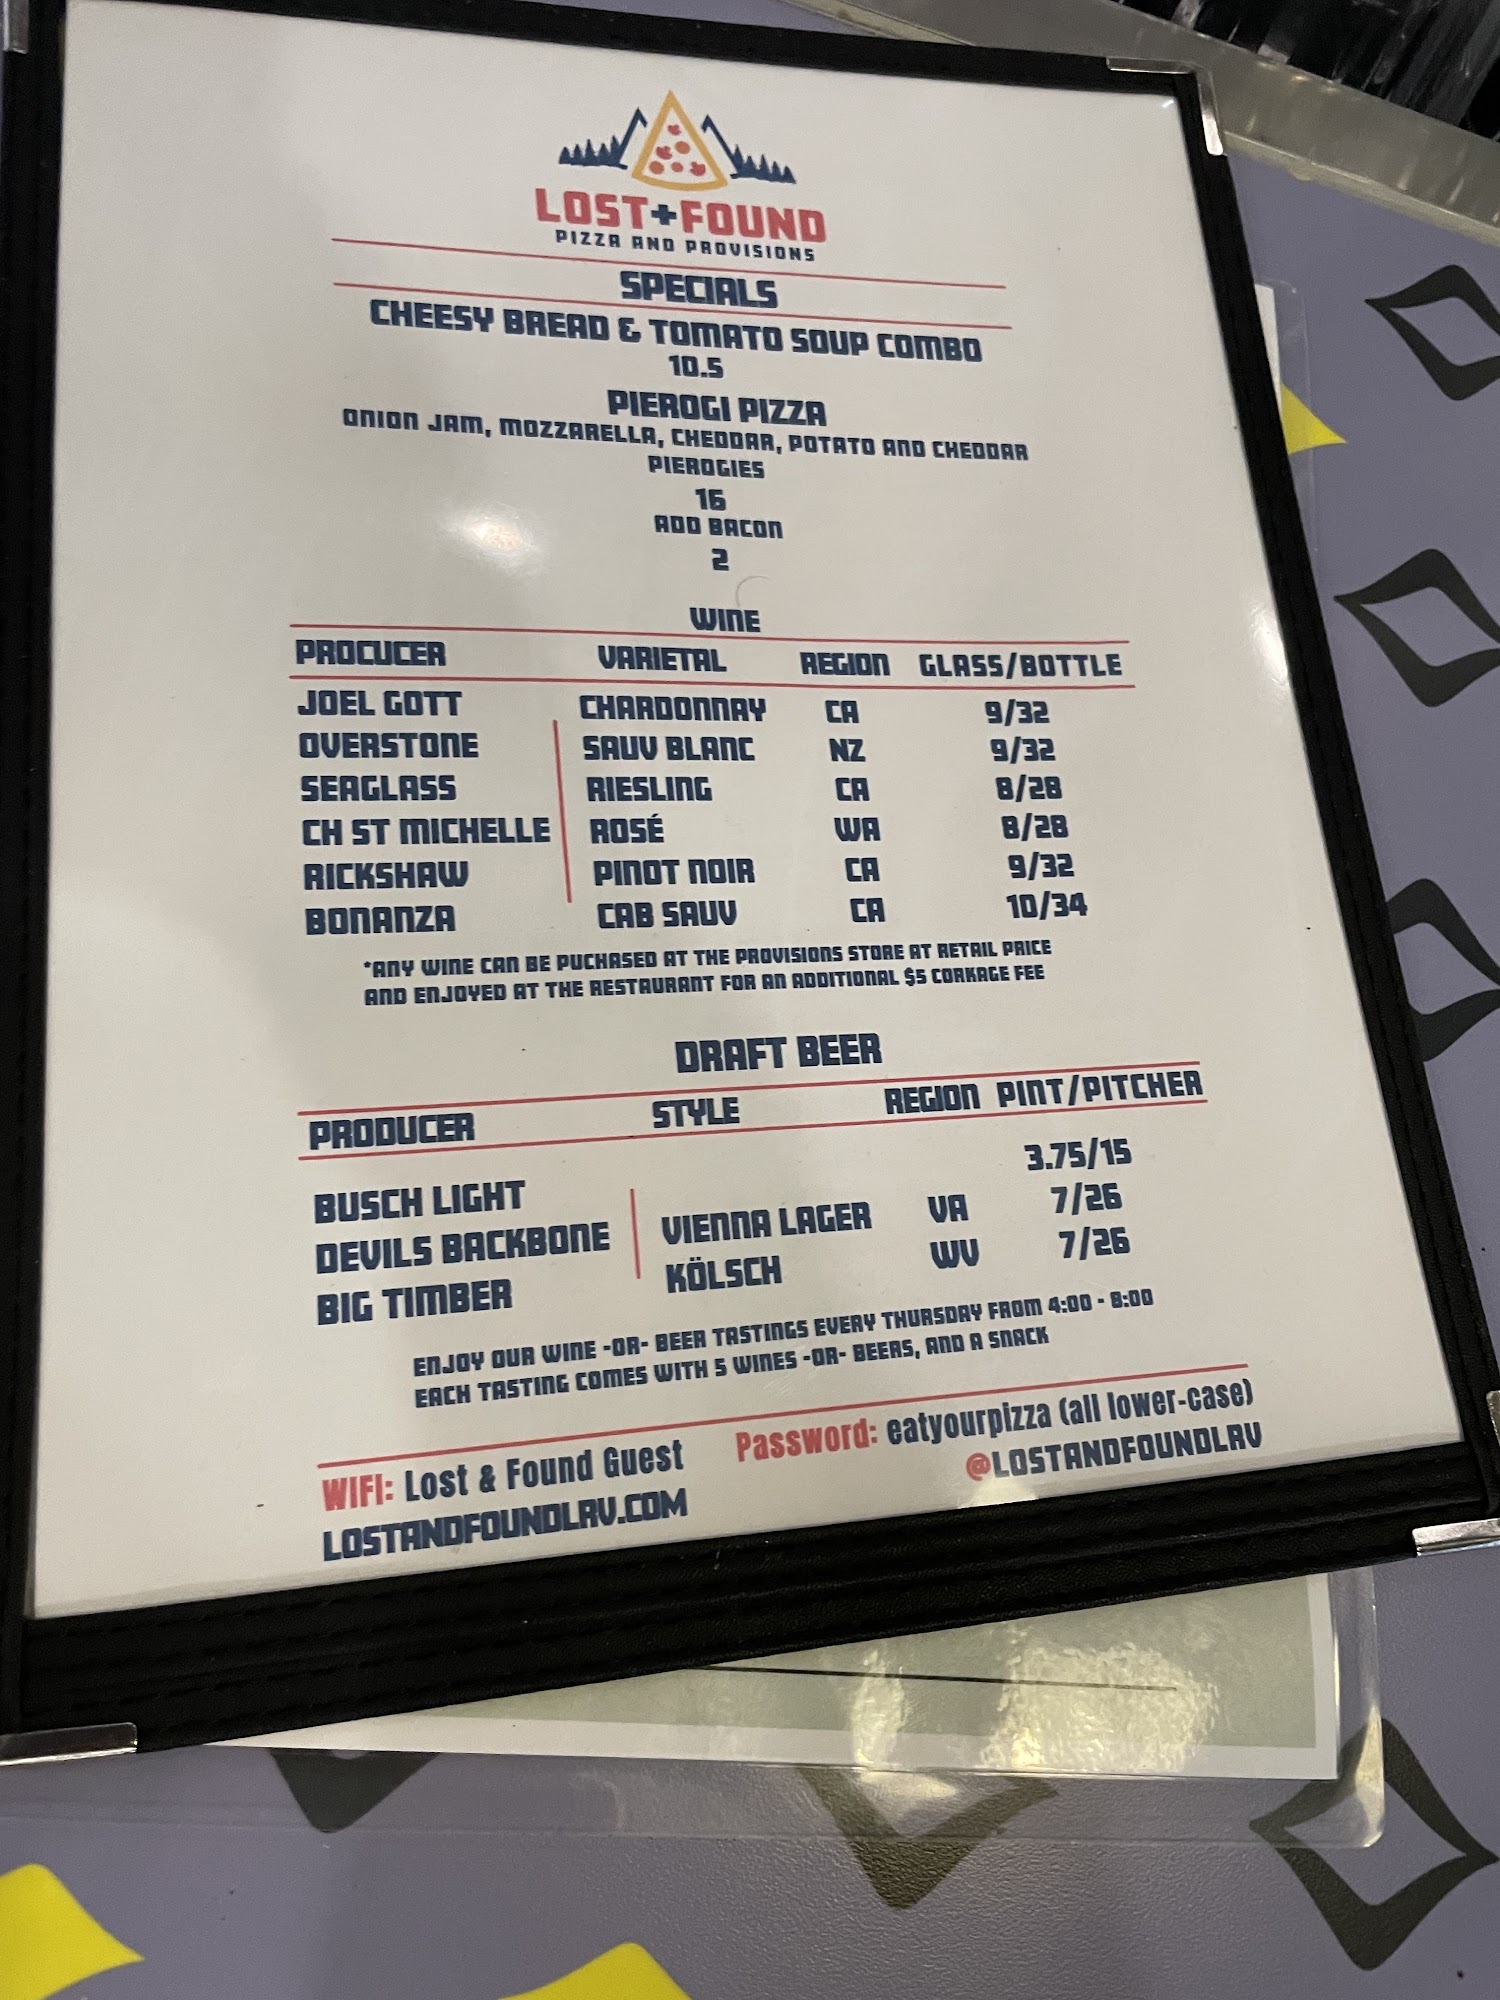 LOST+FOUND
PIZZA AND PROVISIONS
SPECIALS
CHEESY BREAD & TOMATO SOUP COMBO
10.5
PIEROGI PIZZA
ONION JAM, MOZZARELLA, CHEDDAR, POTATO AND CHEDDAR
PIEROGIES
16
ADD BACON
2
WINE
PROCUCER VARIETAL REGION GLASS/BOTTLE
JOEL GOTT CHARDONNAY CA 9/32
OVERSTONE SAUV BLANC NZ 9/32
SEAGLASS RIESLING CA 8/28
CH ST MICHELLE ROSÉ WA 8/28
RICKSHAW PINOT NOIR CA 9/32
BONANZA CAB SAUV CA 10/34
*ANY WINE CAN BE PUCHASED AT THE PROVISIONS STORE AT RETAIL PRICE
AND ENJOYED AT THE RESTAURANT FOR AN ADDITIONAL $5 CORKAGE FEE
DRAFT BEER
PRODUCER STYLE REGION PINT/PITCHER
BUSCH LIGHT 3.75/15
DEVILS BACKBONE VIENNA LAGER VA 7/26
BIG TIMBER KÖLSCH WV 7/26
ENJOY OUR WINE -OR- BEER TASTINGS EVERY THURSDAY FROM 4:00 - 8:00
EACH TASTING COMES WITH 5 WINES -OR- BEERS, AND A SNACK
WIFI: Lost & Found Guest Password: eatyourpizza (all lower-case)
LOSTANDFOUNDLRV.COM @LOSTANDFOUNDLRV